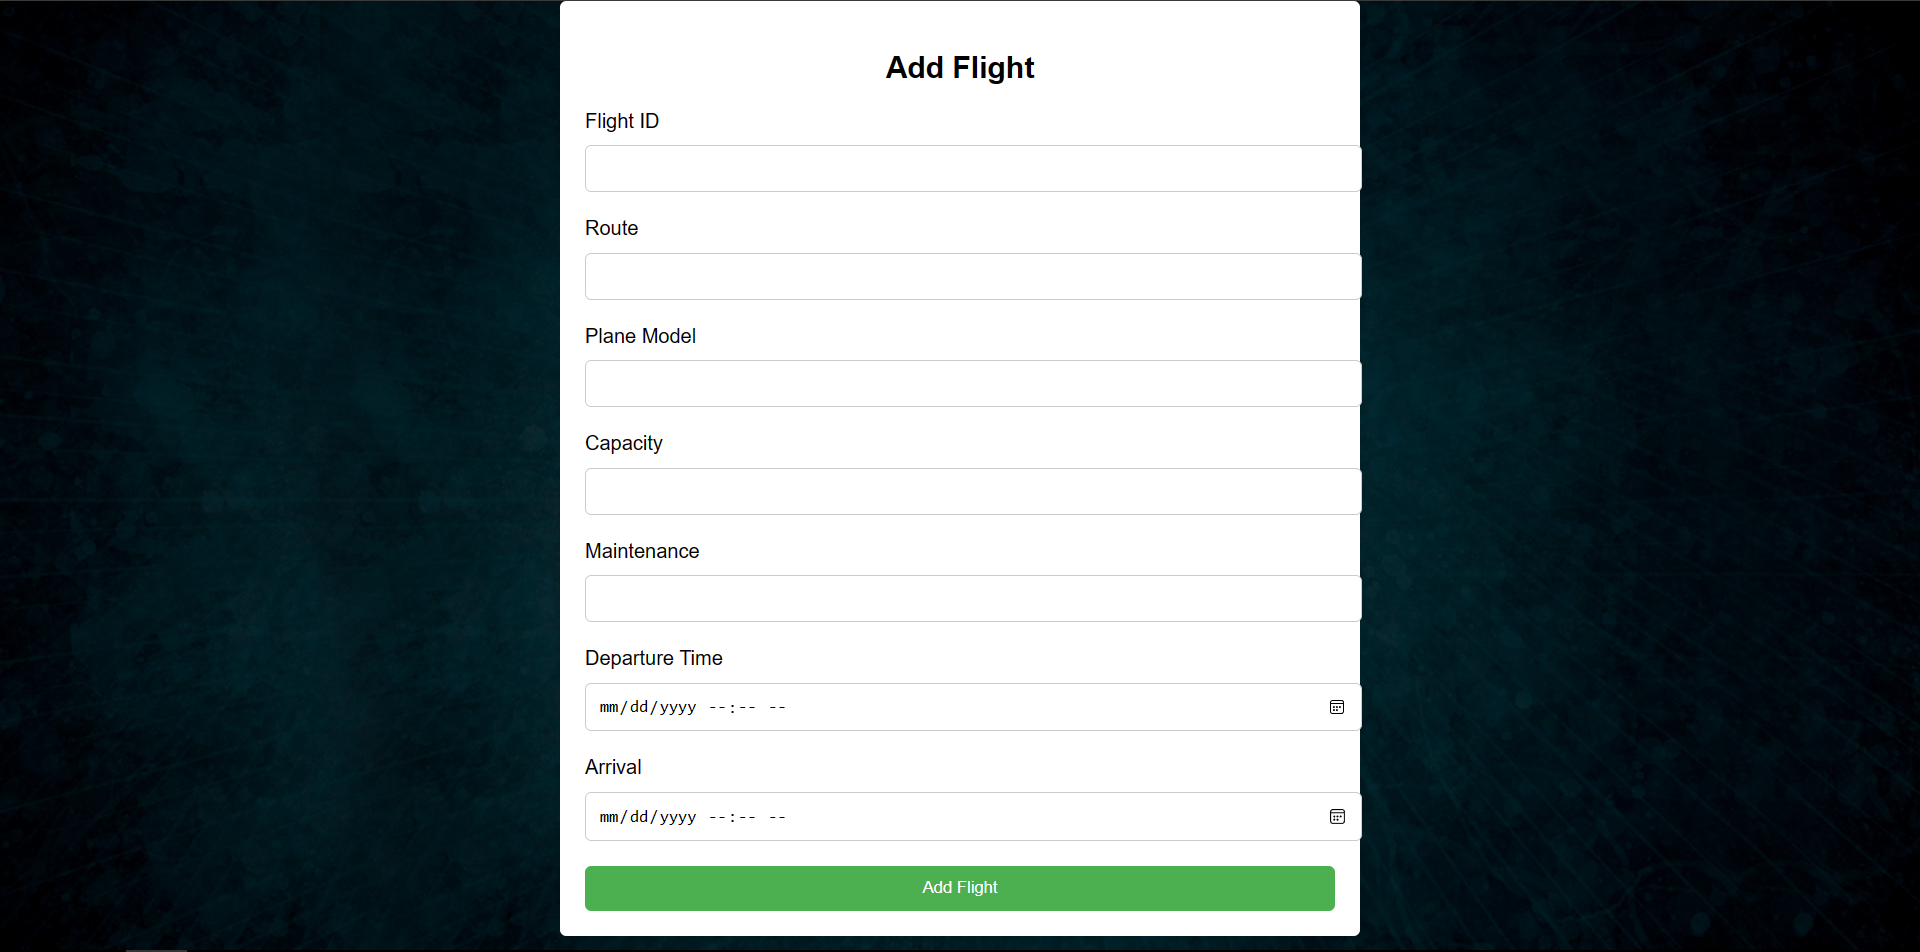 Add Flight
Flight ID
Route
Plane Model
Capacity
Maintenance
Departure Time
mm/dd/yyyy --:-- --
Arrival
mm/dd/yyyy --:-- --
Add Flight